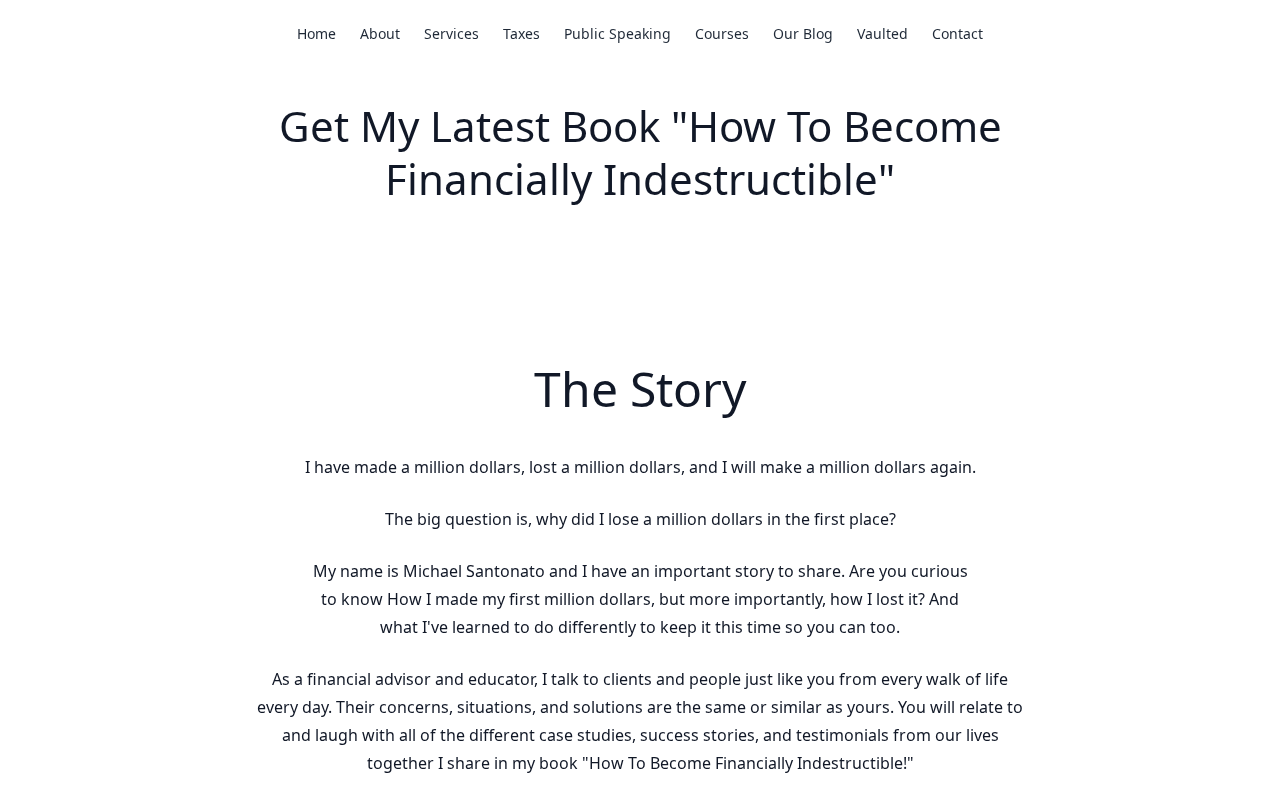 Home About Services Taxes Public Speaking Courses Our Blog Vaulted Contact
Get My Latest Book "How To Become
Financially Indestructible"
The Story
I have made a million dollars, lost a million dollars, and I will make a million dollars again.
The big question is, why did I lose a million dollars in the first place?
My name is Michael Santonato and I have an important story to share. Are you curious
to know How I made my first million dollars, but more importantly, how I lost it? And
what I've learned to do differently to keep it this time so you can too.
As a financial advisor and educator, I talk to clients and people just like you from every walk of life
every day. Their concerns, situations, and solutions are the same or similar as yours. You will relate to
and laugh with all of the different case studies, success stories, and testimonials from our lives
together I share in my book "How To Become Financially Indestructible!"